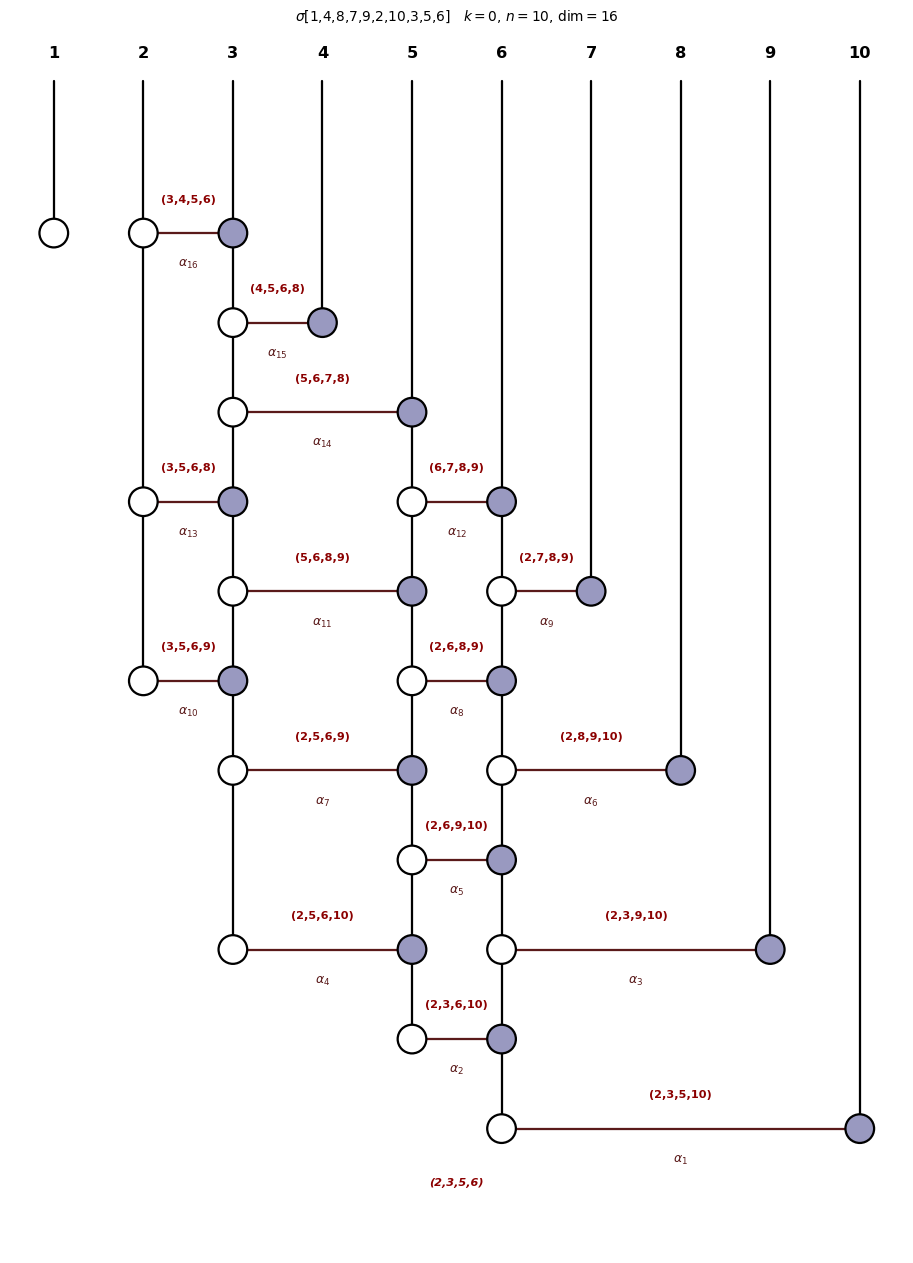 σ[1,4,8,7,9,2,10,3,5,6] k=0, n=10, dim=16
1 2 3 4 5 6 7 8 9 10
(3,4,5,6)
α₁₆
(4,5,6,8)
α₁₅
(5,6,7,8)
α₁₄
(3,5,6,8) (6,7,8,9)
α₁₃ α₁₂
(5,6,8,9) (2,7,8,9)
α₁₁ α₉
(3,5,6,9) (2,6,8,9)
α₁₀ α₈
(2,5,6,9) (2,8,9,10)
α₇ α₆
(2,6,9,10)
α₅
(2,5,6,10) (2,3,9,10)
α₄ α₃
(2,3,6,10)
α₂
(2,3,5,10)
α₁
(2,3,5,6)